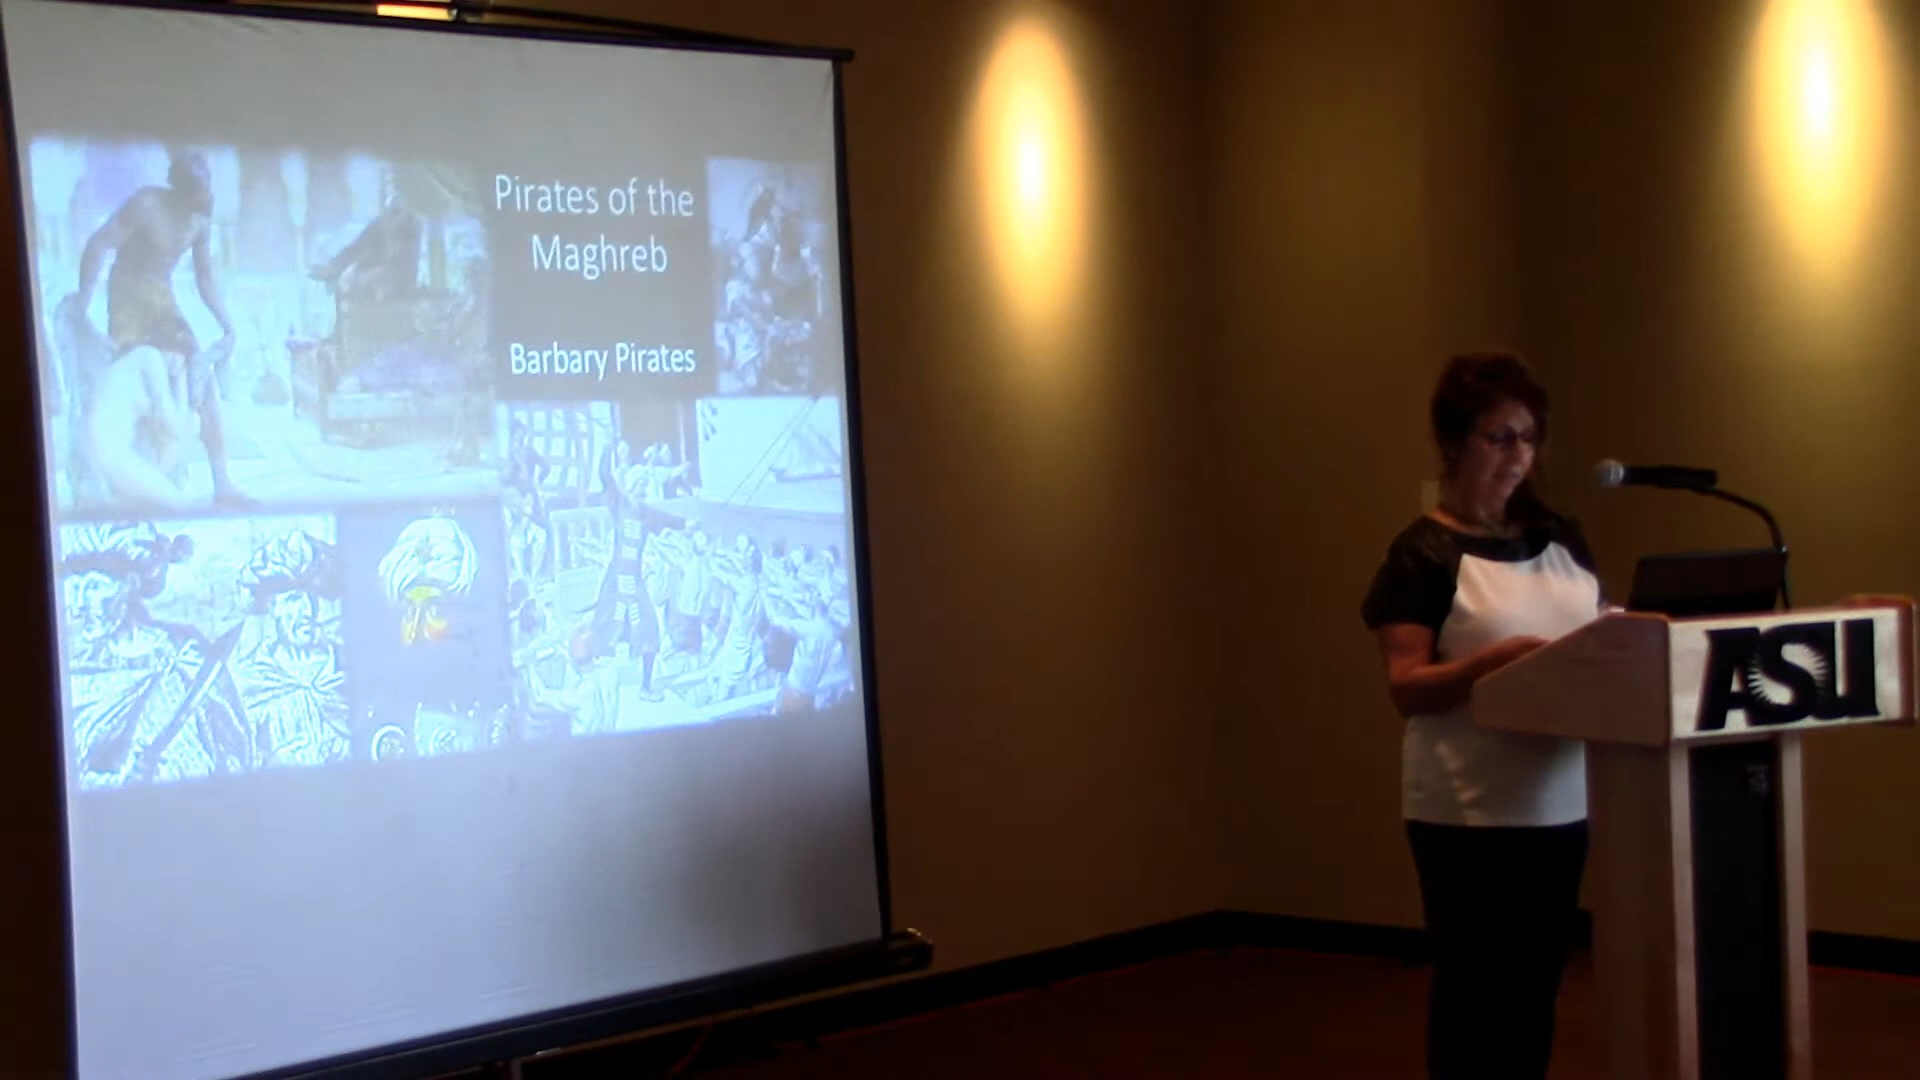 Pirates of the
Maghreb
Barbary Pirates
ASU